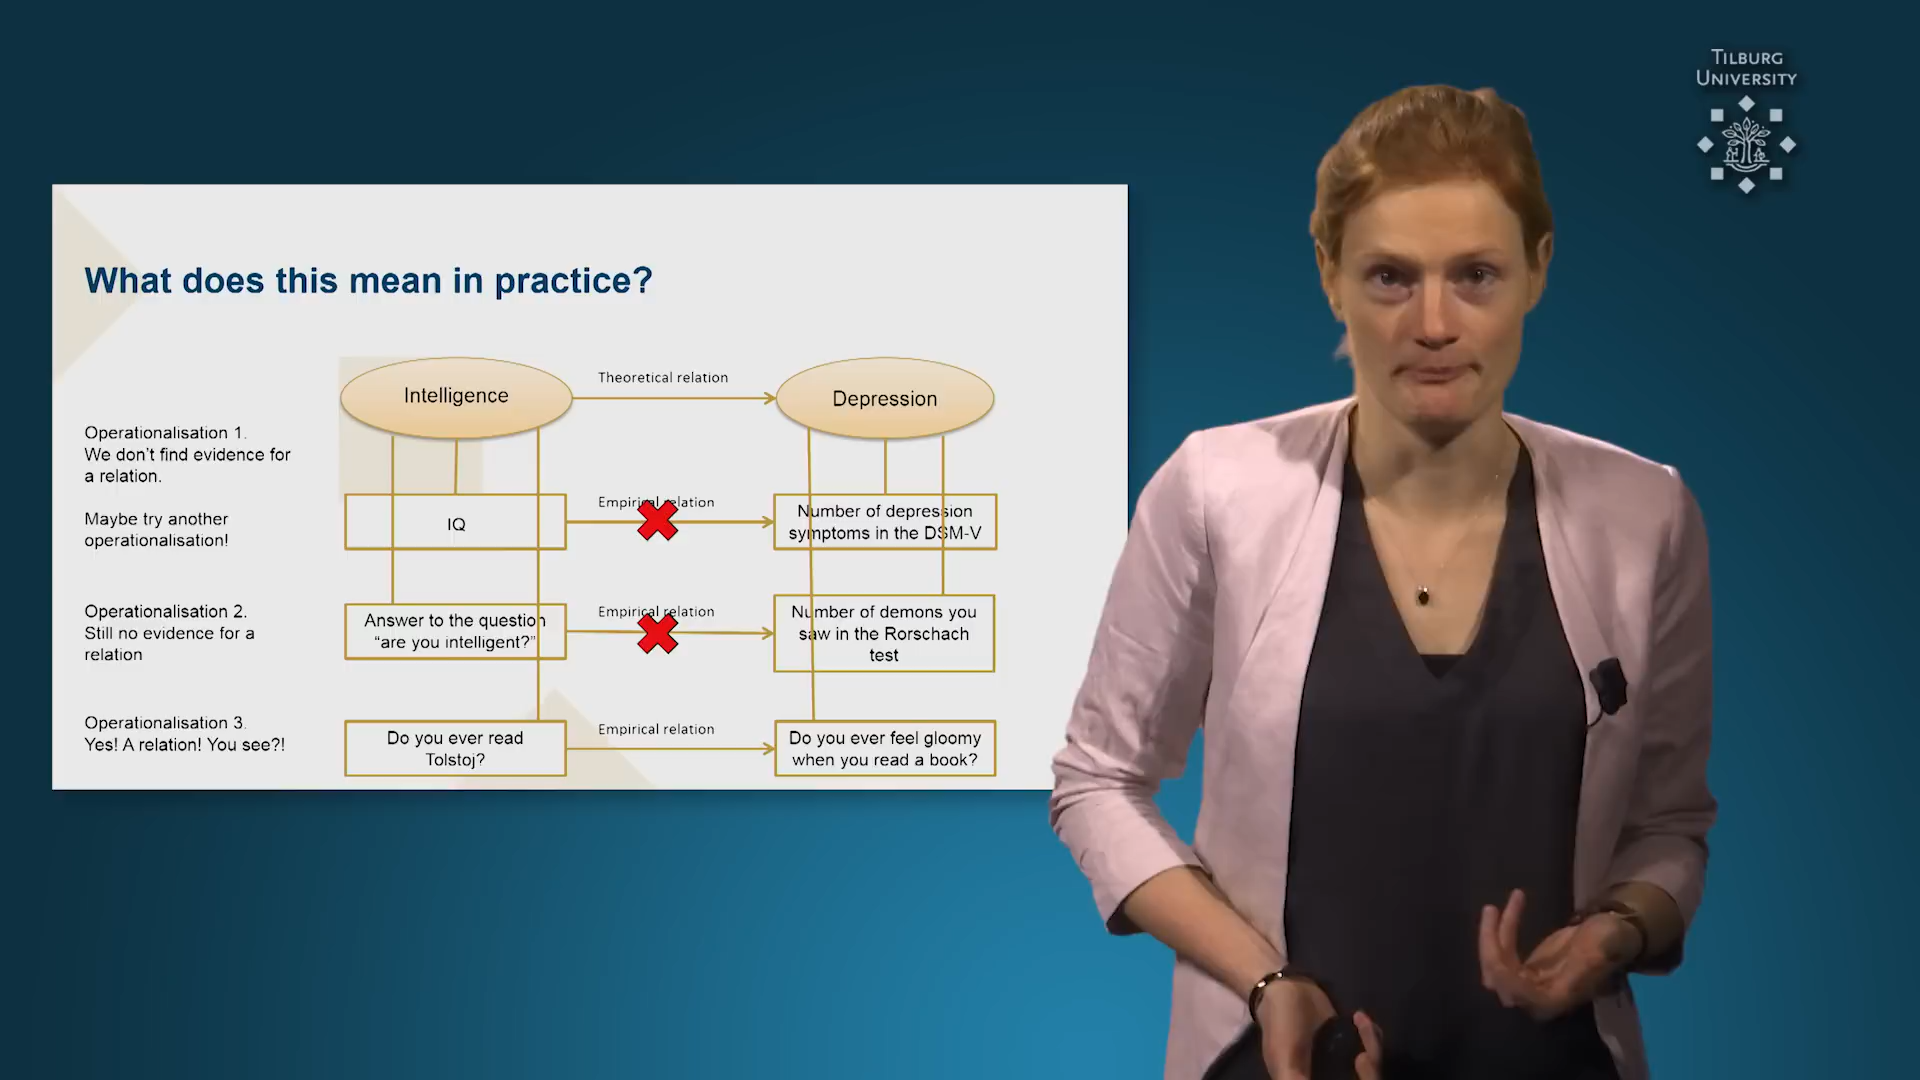 TILBURG
UNIVERSITY
What does this mean in practice?
Intelligence
Theoretical relation
Depression
Operationalisation 1.
We don't find evidence for
a relation.
Maybe try another
operationalisation!
IQ
Empirical relation
Number of depression
symptoms in the DSM-V
Operationalisation 2.
Still no evidence for a
relation
Answer to the question
“are you intelligent?”
Empirical relation
Number of demons you
saw in the Rorschach
test
Operationalisation 3.
Yes! A relation! You see?!
Do you ever read
Tolstoj?
Empirical relation
Do you ever feel gloomy
when you read a book?